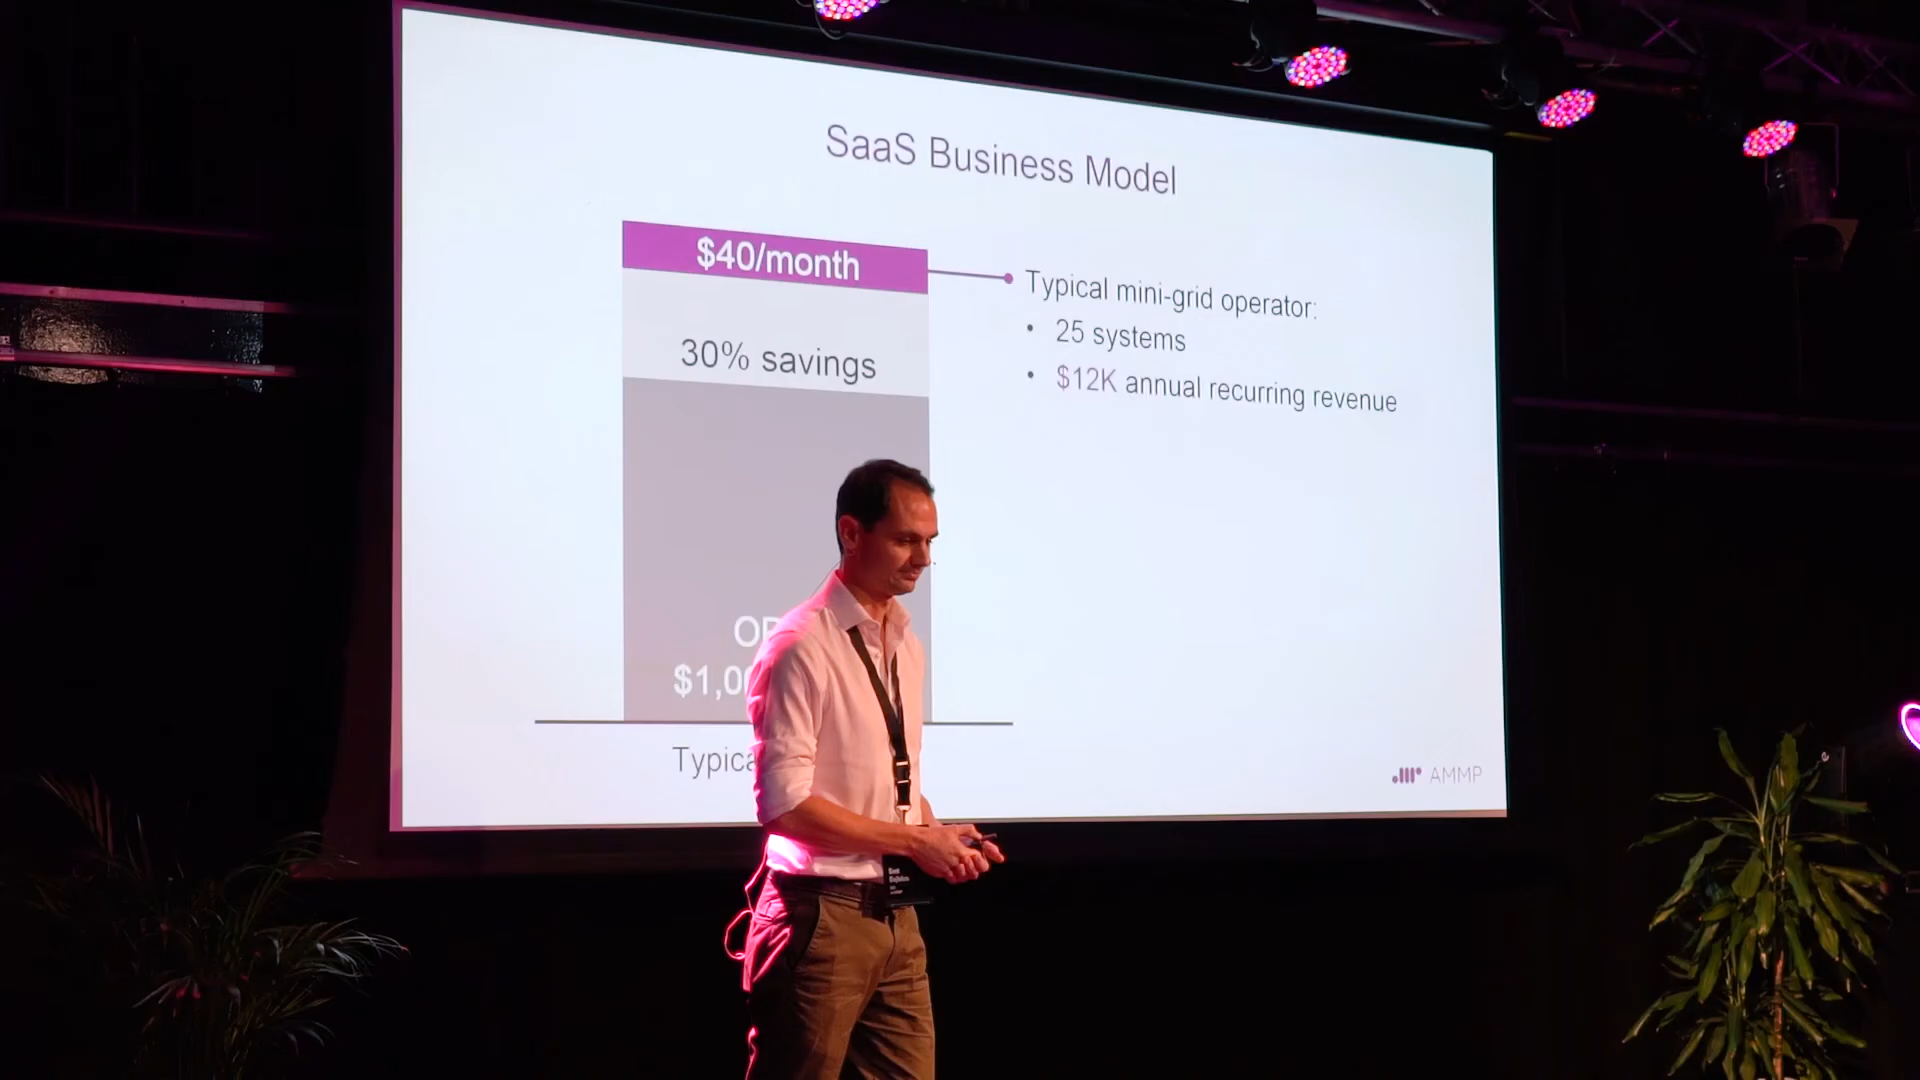 SaaS Business Model
$40/month
30% savings
Typical mini-grid operator:
• 25 systems
• $12K annual recurring revenue
AMMP